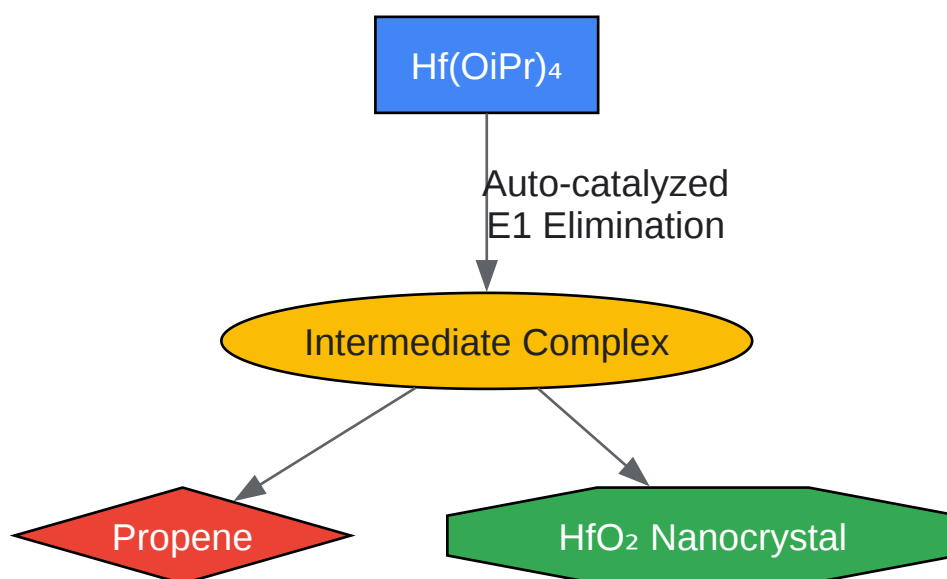 Hf(OiPr)₄
Auto-catalyzed
E1 Elimination
Intermediate Complex
Propene
HfO₂ Nanocrystal